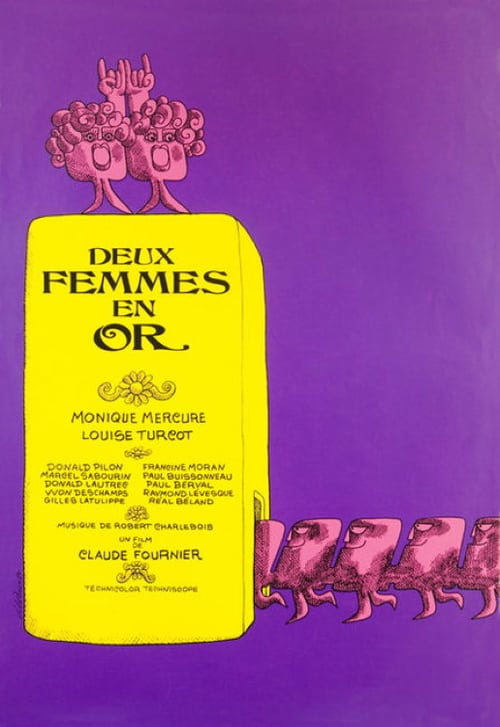 DEUX
FEMMES
EN
OR
MONIQUE MERCURE
LOUISE TURCOT
DONALD PILON FRANCINE MORAN
MARCEL SABOURIN PAUL BUISSONNEAU
DONALD LAUTREC PAUL BERVAL
YVON DESCHAMPS RAYMOND LÉVESQUE
GILLES LATULIPPE RÉAL BÉLAND
MUSIQUE DE ROBERT CHARLEBOIS
UN FILM
DE
CLAUDE FOURNIER
TECHNICOLOR TECHNISCOPE